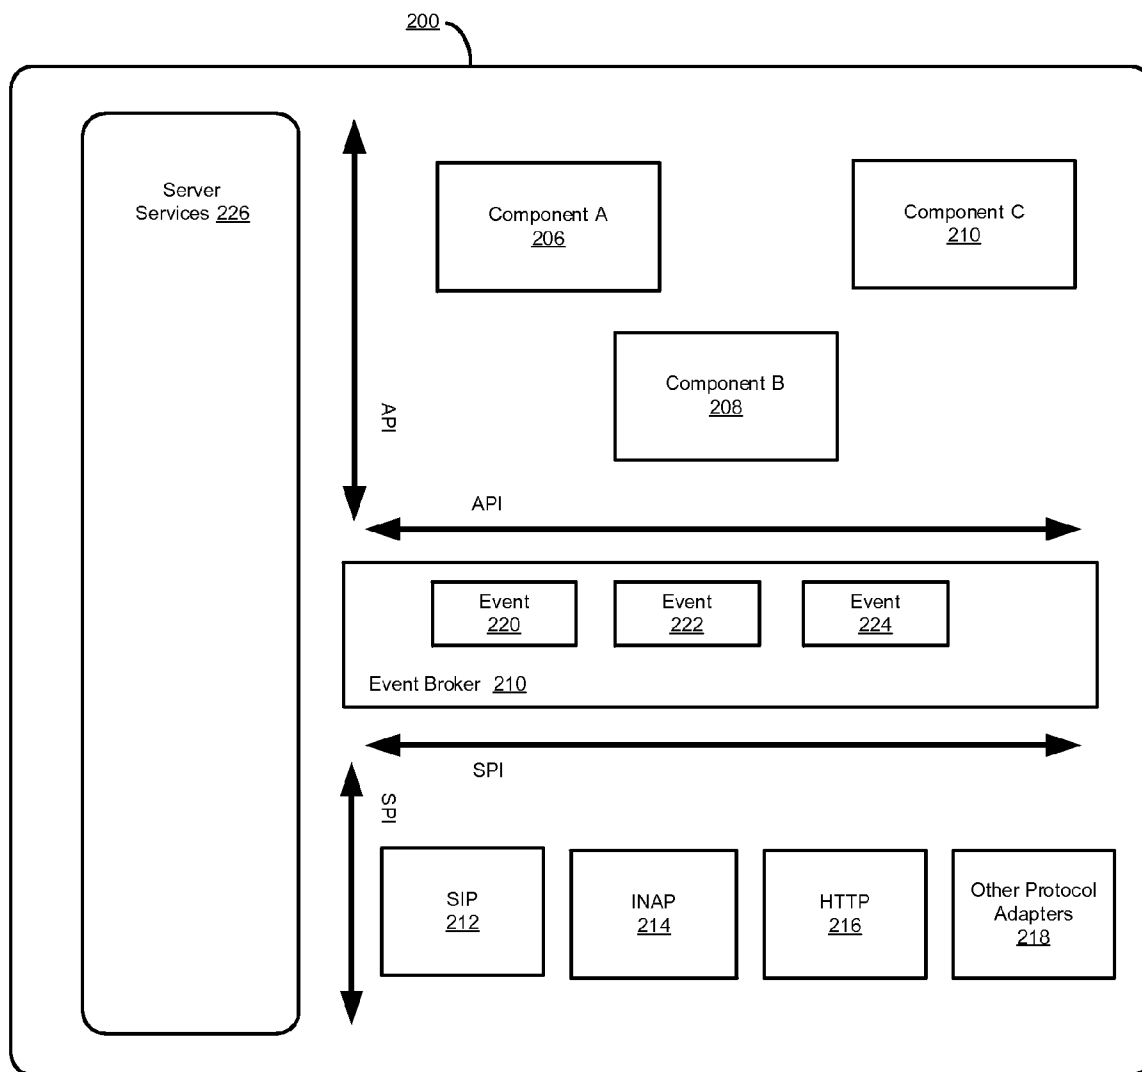 200
Server
Services 226
Component A
206
Component C
210
Component B
208
API
API
Event
220
Event
222
Event
224
Event Broker 210
SPI
SPI
SIP
212
INAP
214
HTTP
216
Other Protocol
Adapters
218